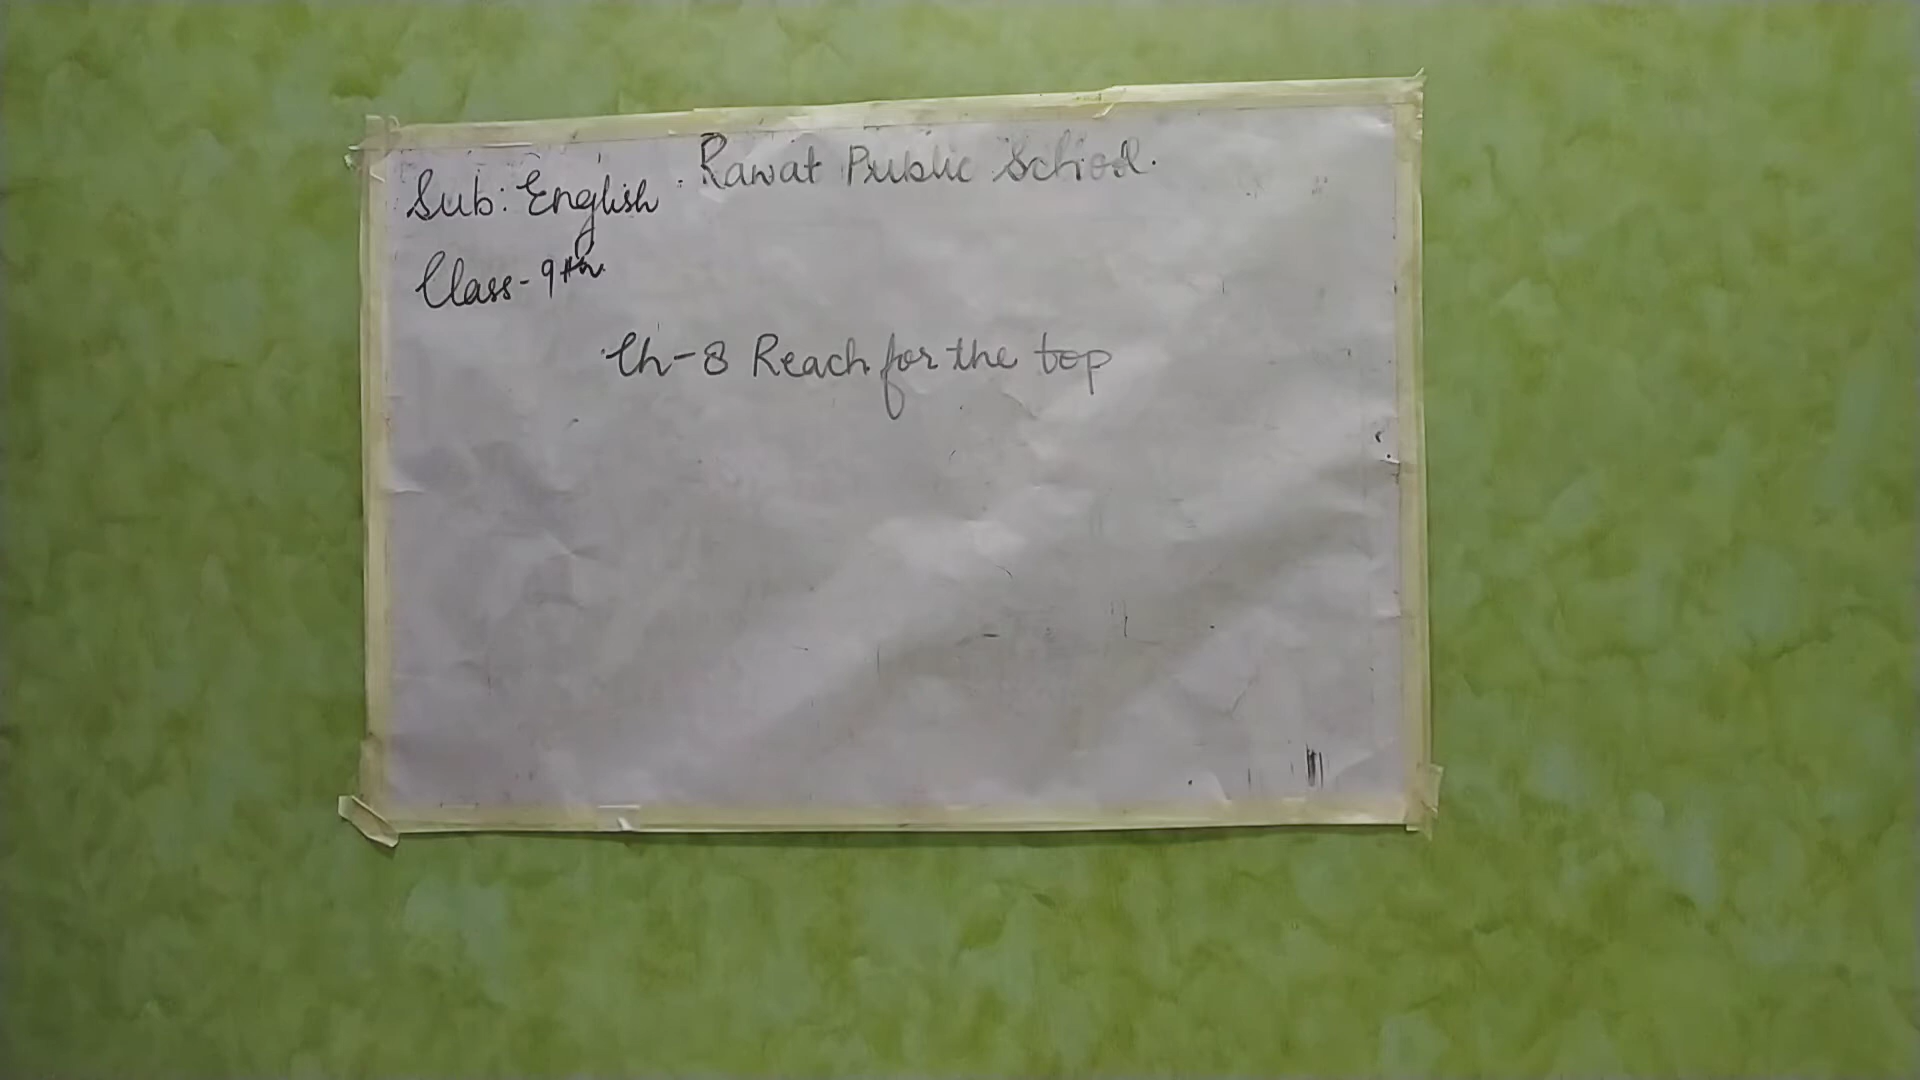 Rawat Public School.
Sub: English
Class-9th
Ch-8 Reach for the top